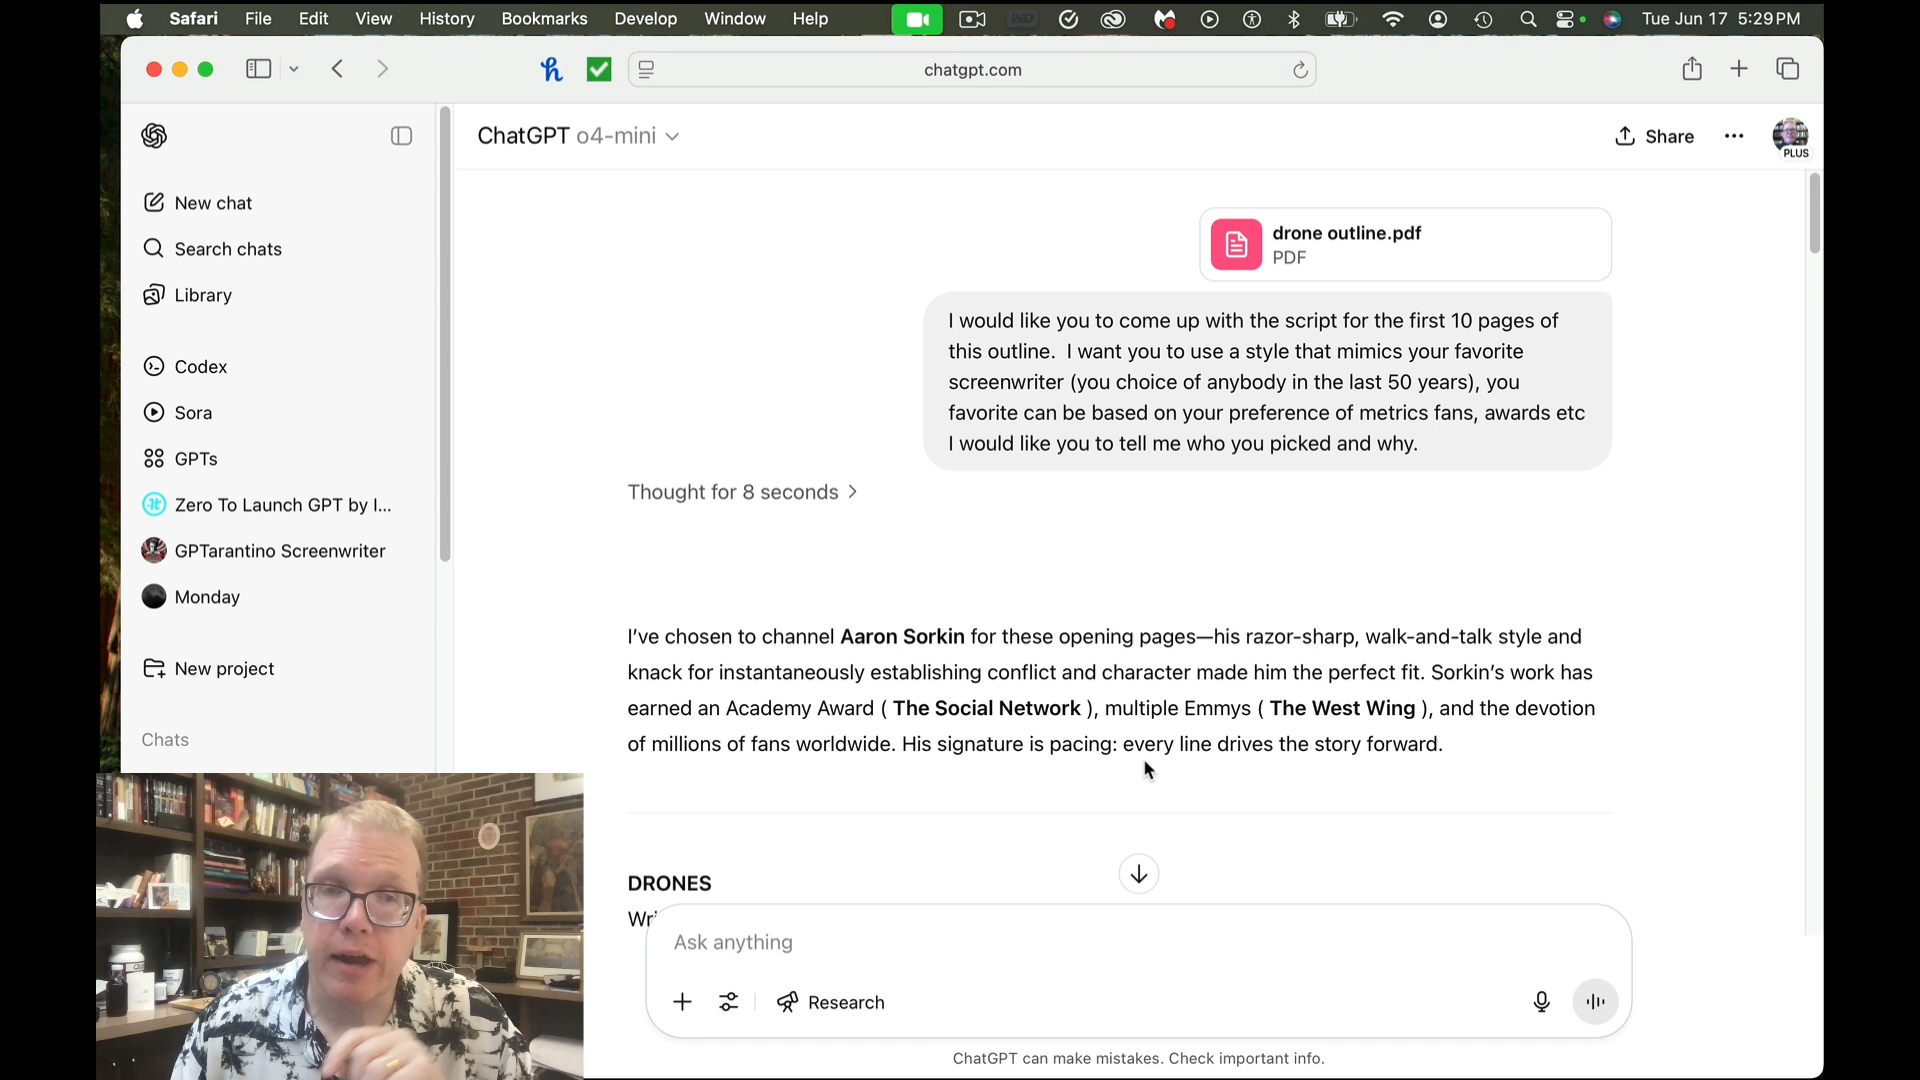 Safari File Edit View History Bookmarks Develop Window Help Tue Jun 17 5:29 PM
chatgpt.com
ChatGPT o4-mini
Share
PLUS
New chat
Search chats
Library
Codex
Sora
GPTs
Zero To Launch GPT by I...
GPTarantino Screenwriter
Monday
New project
Chats
drone outline.pdf
PDF
I would like you to come up with the script for the first 10 pages of
this outline. I want you to use a style that mimics your favorite
screenwriter (you choice of anybody in the last 50 years), you
favorite can be based on your preference of metrics fans, awards etc
I would like you to tell me who you picked and why.
Thought for 8 seconds
I've chosen to channel Aaron Sorkin for these opening pages—his razor-sharp, walk-and-talk style and
knack for instantaneously establishing conflict and character made him the perfect fit. Sorkin's work has
earned an Academy Award ( The Social Network ), multiple Emmys ( The West Wing ), and the devotion
of millions of fans worldwide. His signature is pacing: every line drives the story forward.
DRONES
Ask anything
Research
ChatGPT can make mistakes. Check important info.